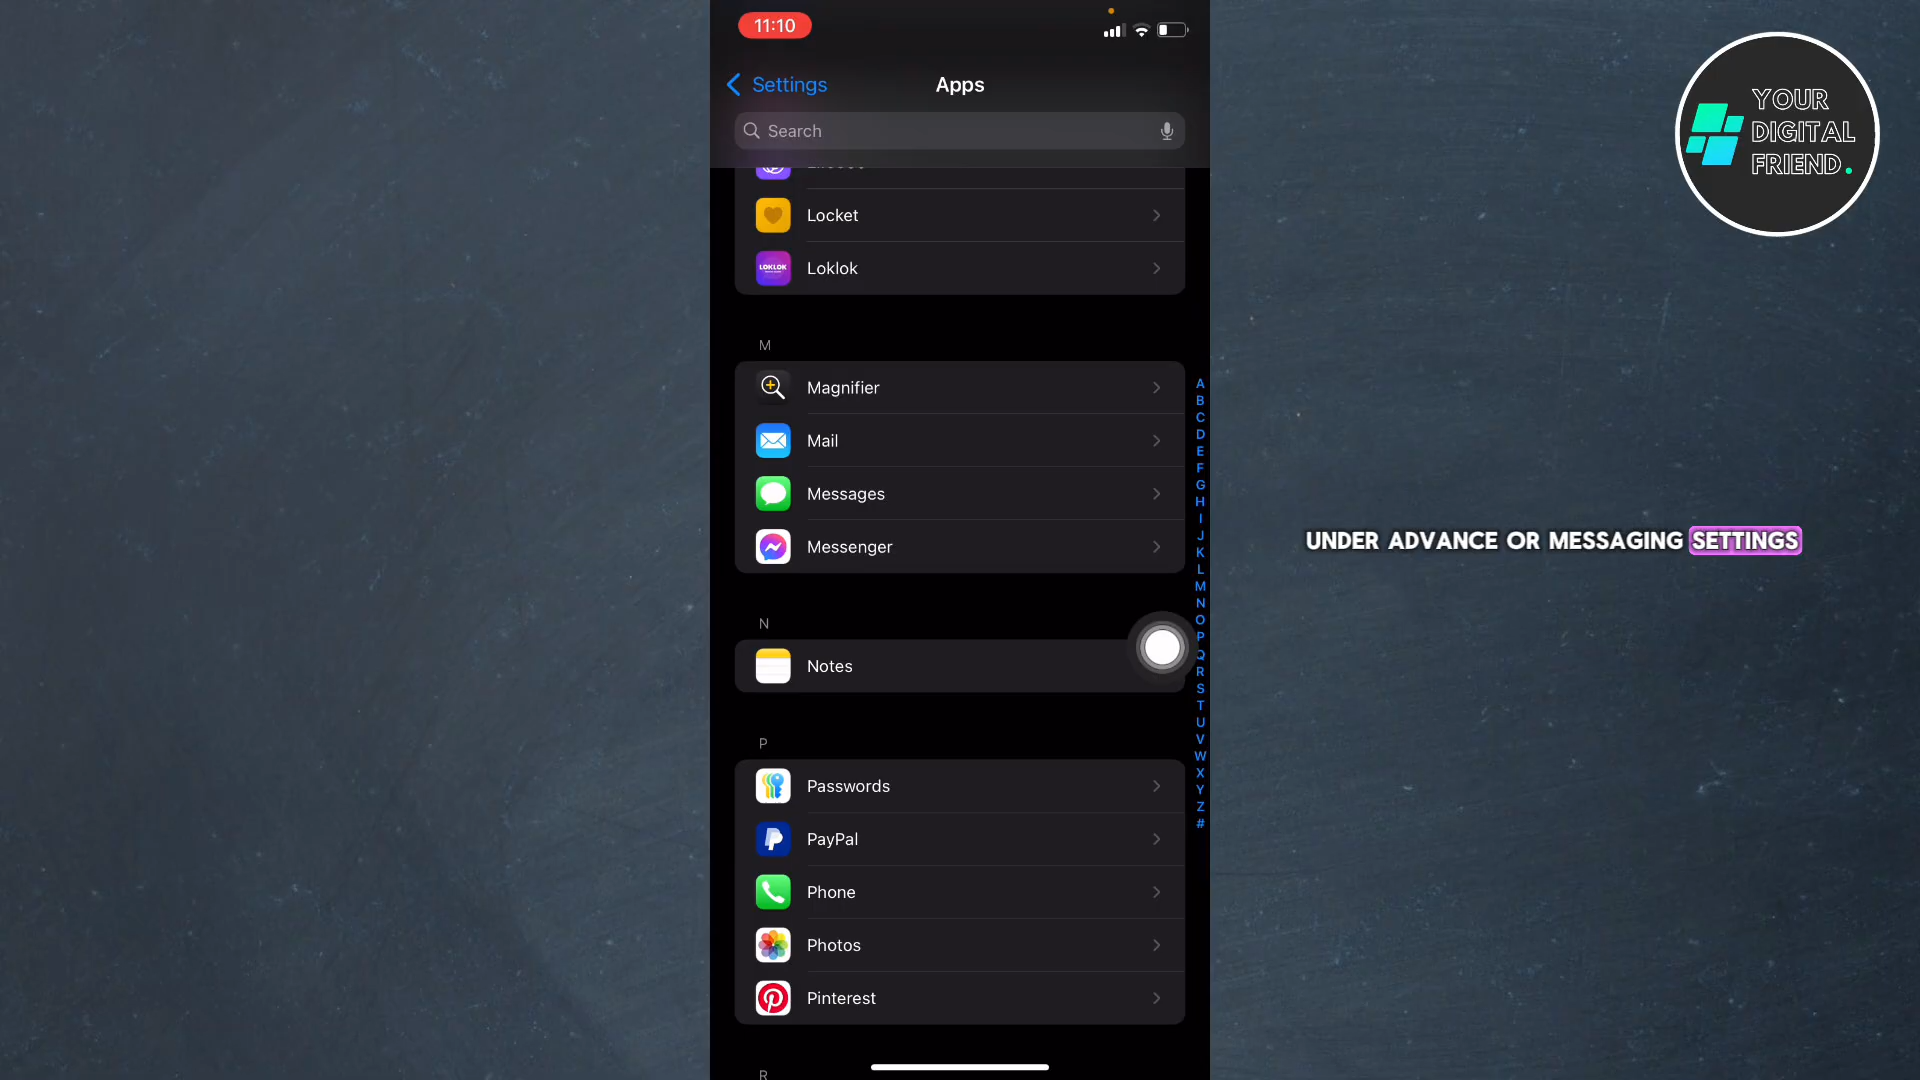 11:10
Settings
Apps
Search
Locket
LOKLOK
Loklok
M
Magnifier
Mail
Messages
Messenger
N
Notes
P
Passwords
PayPal
Phone
Photos
Pinterest
R
A
B
C
D
E
F
G
H
I
J
K
L
M
N
O
P
Q
R
S
T
U
V
W
X
Y
Z
#
YOUR
DIGITAL
FRIEND.
UNDER ADVANCE OR MESSAGING SETTINGS